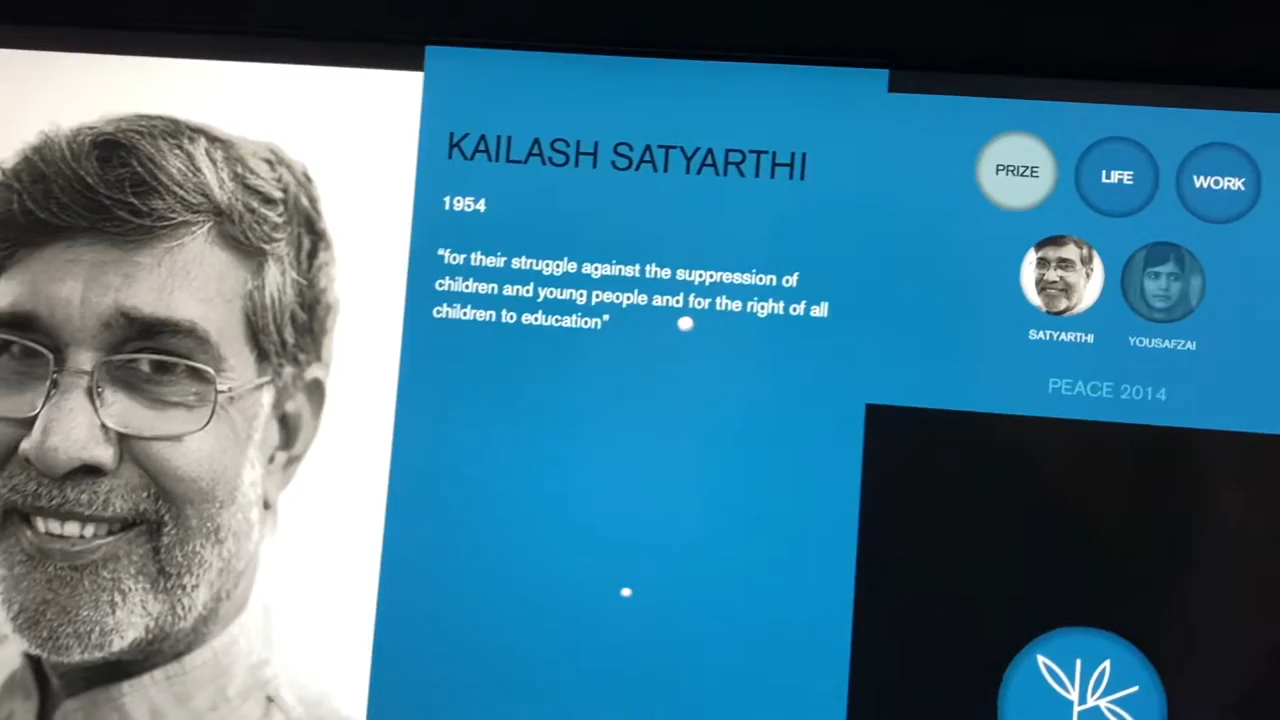 KAILASH SATYARTHI
1954
“for their struggle against the suppression of
children and young people and for the right of all
children to education”
PRIZE
LIFE
WORK
SATYARTHI
YOUSAFZAI
PEACE 2014